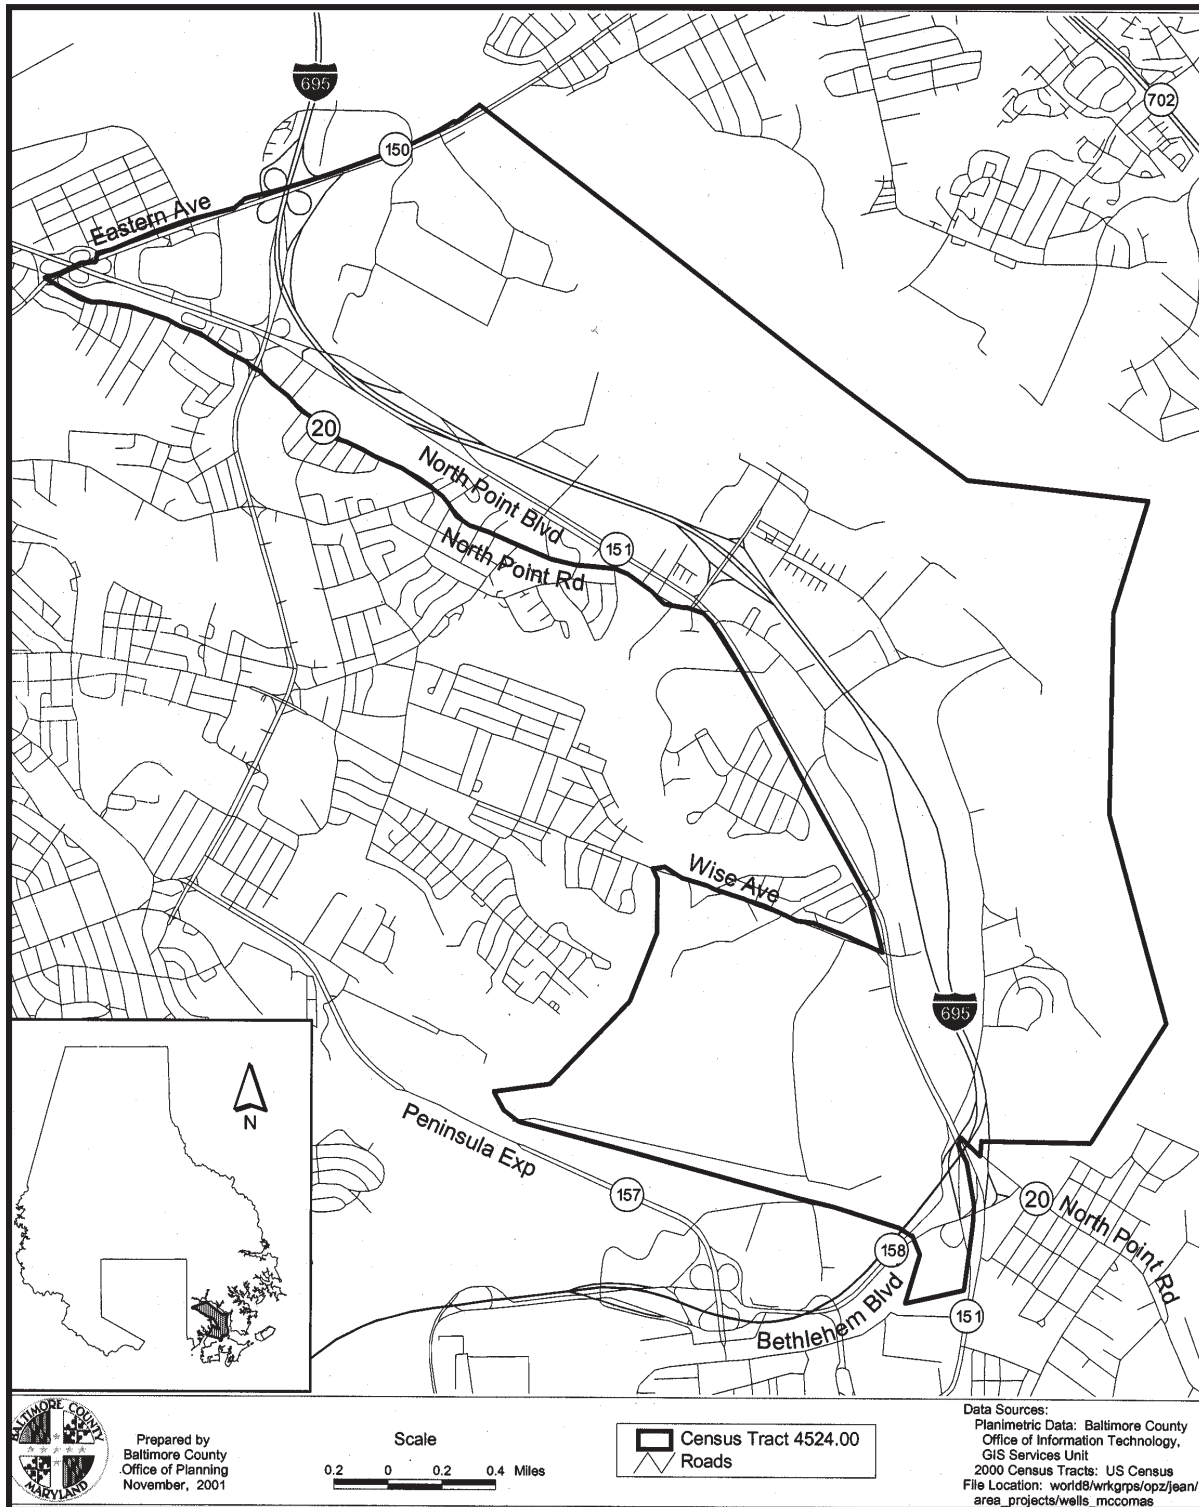 695
702
150
Eastern Ave
20
North Point Blvd
151
North Point Rd
Wise Ave
695
N
Peninsula Exp
157
20
North Point Rd
158
Bethlehem Blvd
151
BALTIMORE COUNTY
MARYLAND
Prepared by
Baltimore County
Office of Planning
November, 2001
Scale
0.2 0 0.2 0.4 Miles
Census Tract 4524.00
Roads
Data Sources:
Planimetric Data: Baltimore County
Office of Information Technology,
GIS Services Unit
2000 Census Tracts: US Census
File Location: world8/wrkgrps/opz/jean/
area_projects/wells_mccomas